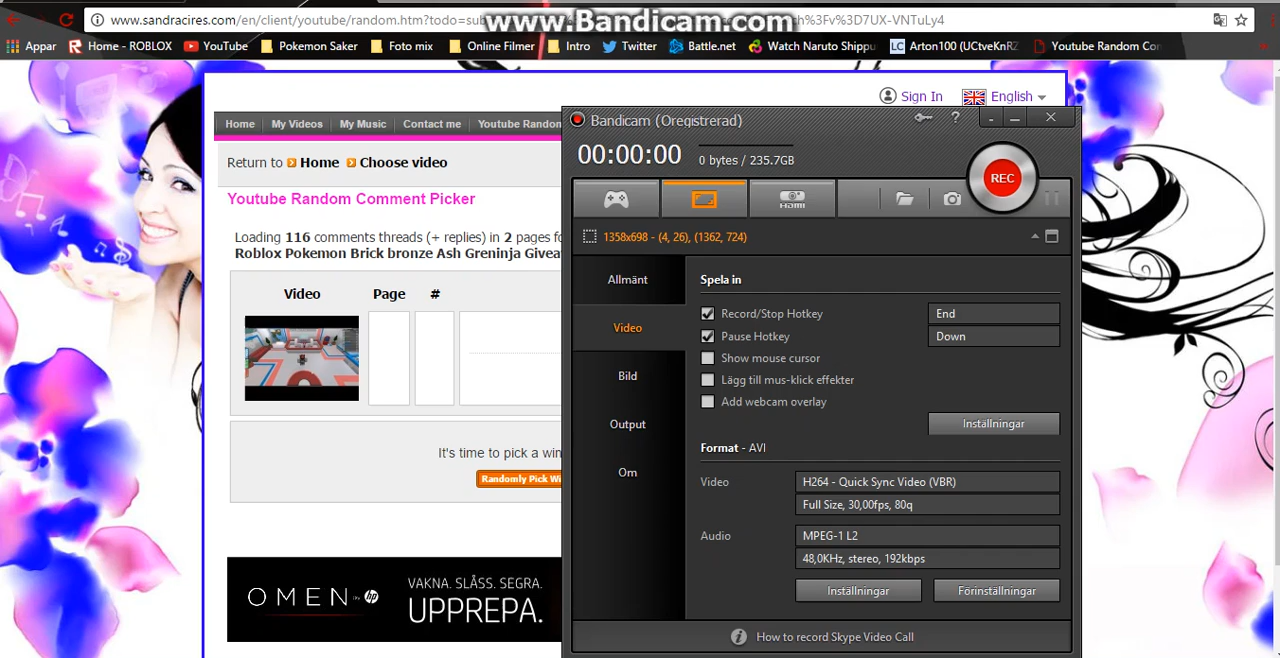 www.sandracires.com/en/client/youtube/random.htm?todo=sub
www.Bandicam.com
h%3Fv%3D7UX-VNTuLy4
Appar
Home - ROBLOX
YouTube
Pokemon Saker
Foto mix
Online Filmer
Intro
Twitter
Battle.net
Watch Naruto Shippu
Arton100 (UCtveKnRZ
Youtube Random Co
Sign In
English
Home
My Videos
My Music
Contact me
Youtube Random
Return to Home Choose video
Youtube Random Comment Picker
Loading 116 comments threads (+ replies) in 2 pages fo
Roblox Pokemon Brick bronze Ash Greninja Givea
Video
Page
#
It's time to pick a win
Randomly Pick Wi
OMEN
by
hp
VAKNA. SLÅSS. SEGRA.
UPPREPA.
Bandicam (Oregistrerad)
00:00:00
0 bytes / 235.7GB
REC
HDMI
1358x698 - (4, 26), (1362, 724)
Allmänt
Video
Bild
Output
Om
Spela in
Record/Stop Hotkey
End
Pause Hotkey
Down
Show mouse cursor
Lägg till mus-klick effekter
Add webcam overlay
Inställningar
Format - AVI
Video
H264 - Quick Sync Video (VBR)
Full Size, 30,00fps, 80q
Audio
MPEG-1 L2
48,0KHz, stereo, 192kbps
Inställningar
Förinställningar
How to record Skype Video Call